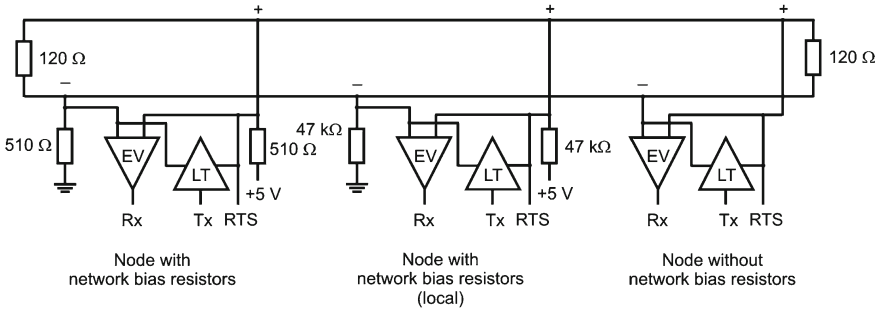 + + +
120 Ω 120 Ω
– – –
510 Ω 510 Ω 47 kΩ 47 kΩ
EV LT EV LT EV LT
+5 V +5 V
Rx Tx RTS Rx Tx RTS Rx Tx RTS
Node with
network bias resistors
Node with
network bias resistors
(local)
Node without
network bias resistors